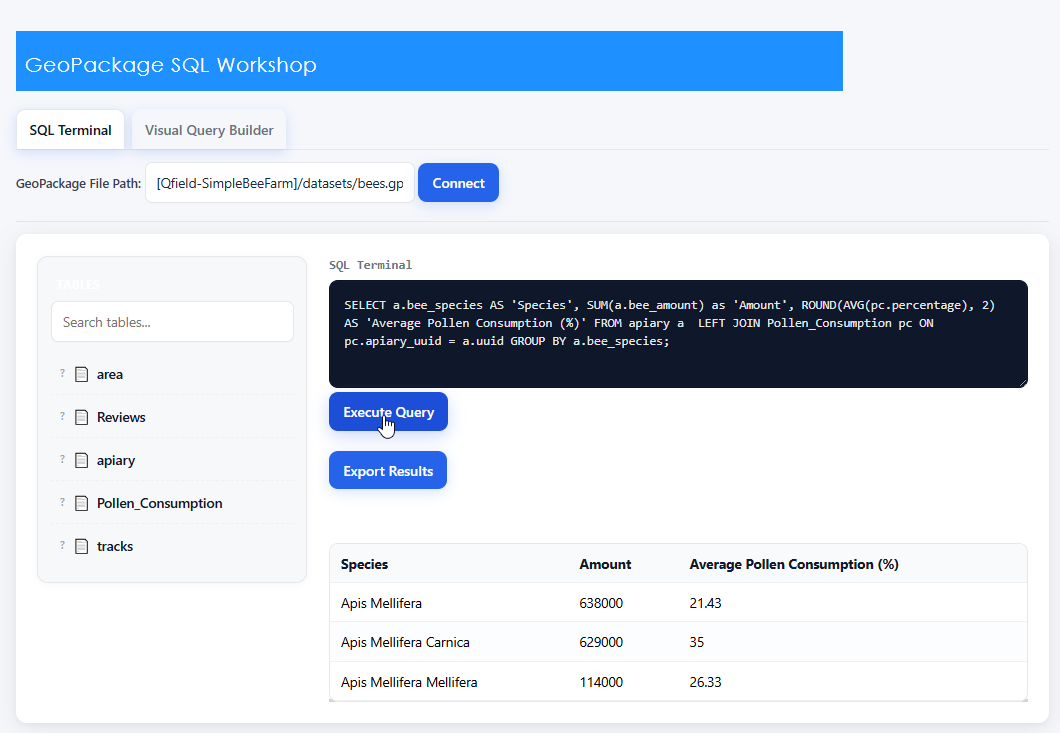 GeoPackage SQL Workshop
SQL Terminal
Visual Query Builder
GeoPackage File Path:
[Qfield-SimpleBeeFarm]/datasets/bees.gp
Connect
TABLES
Search tables...
? area
? Reviews
? apiary
? Pollen_Consumption
? tracks
SQL Terminal
SELECT a.bee_species AS 'Species', SUM(a.bee_amount) as 'Amount', ROUND(AVG(pc.percentage), 2)
AS 'Average Pollen Consumption (%)' FROM apiary a  LEFT JOIN Pollen_Consumption pc ON
pc.apiary_uuid = a.uuid GROUP BY a.bee_species;
Execute Query
Export Results
Species Amount Average Pollen Consumption (%)
Apis Mellifera 638000 21.43
Apis Mellifera Carnica 629000 35
Apis Mellifera Mellifera 114000 26.33